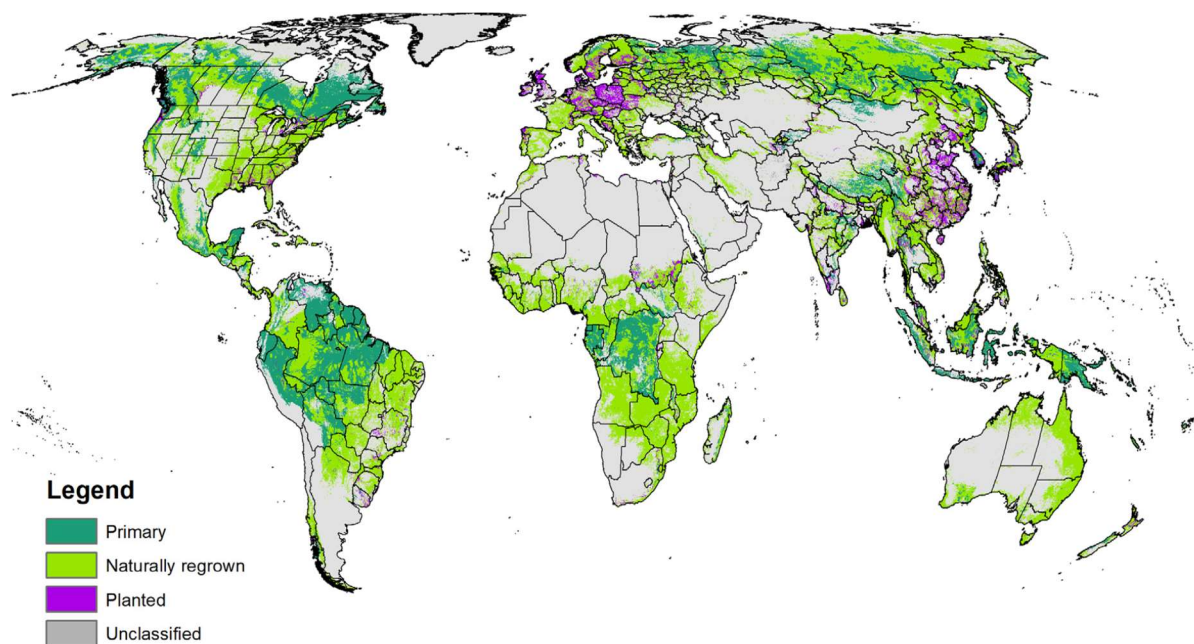 Legend
Primary
Naturally regrown
Planted
Unclassified